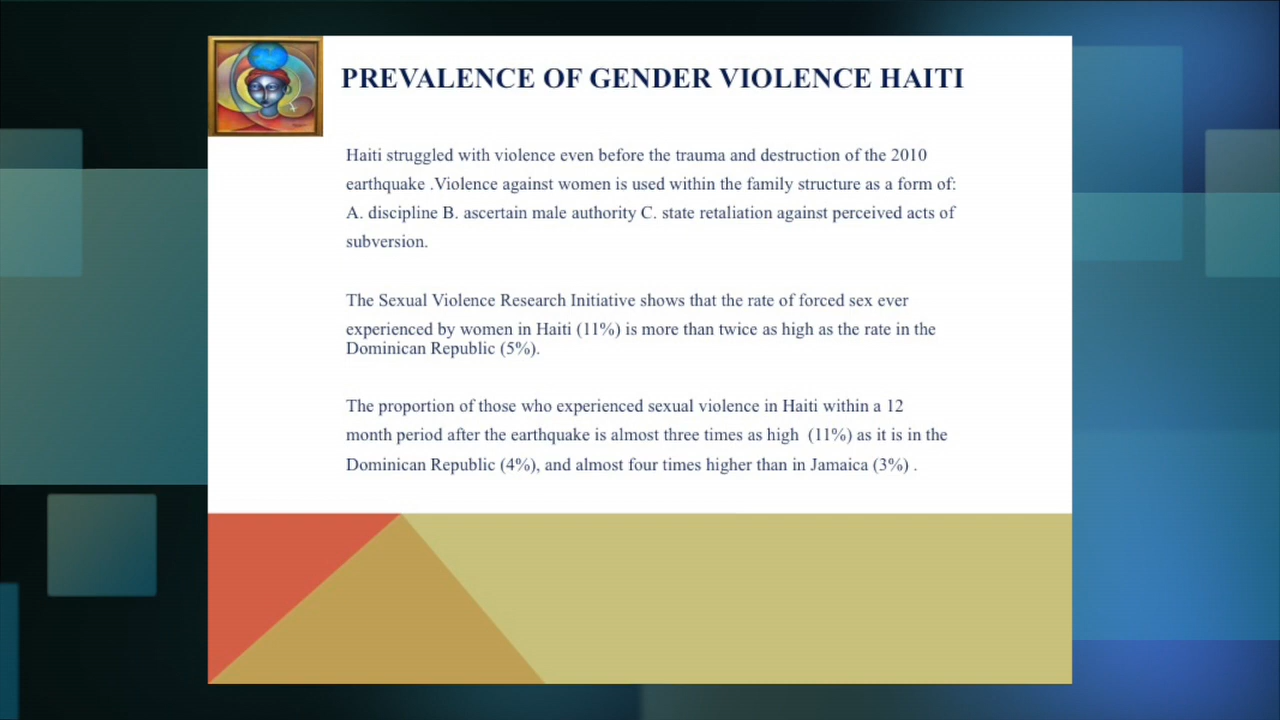 PREVALENCE OF GENDER VIOLENCE HAITI
Haiti struggled with violence even before the trauma and destruction of the 2010
earthquake .Violence against women is used within the family structure as a form of:
A. discipline B. ascertain male authority C. state retaliation against perceived acts of
subversion.
The Sexual Violence Research Initiative shows that the rate of forced sex ever
experienced by women in Haiti (11%) is more than twice as high as the rate in the
Dominican Republic (5%).
The proportion of those who experienced sexual violence in Haiti within a 12
month period after the earthquake is almost three times as high  (11%) as it is in the
Dominican Republic (4%), and almost four times higher than in Jamaica (3%) .